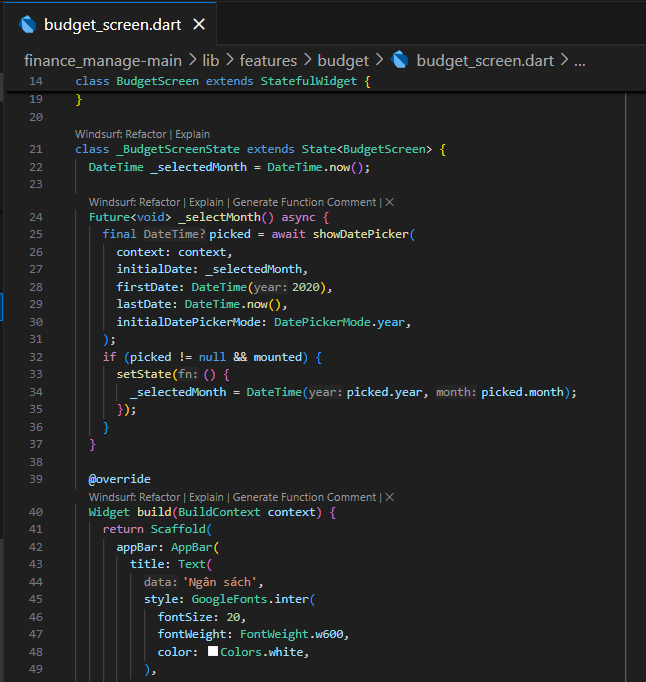 budget_screen.dart ×
finance_manage-main > lib > features > budget > budget_screen.dart > ...
14 class BudgetScreen extends StatefulWidget {
19 }
20
Windsurf: Refactor | Explain
21 class _BudgetScreenState extends State<BudgetScreen> {
22 DateTime _selectedMonth = DateTime.now();
23
Windsurf: Refactor | Explain | Generate Function Comment | ×
24 Future<void> _selectMonth() async {
25 final DateTime? picked = await showDatePicker(
26 context: context,
27 initialDate: _selectedMonth,
28 firstDate: DateTime(year: 2020),
29 lastDate: DateTime.now(),
30 initialDatePickerMode: DatePickerMode.year,
31 );
32 if (picked != null && mounted) {
33 setState(fn: () {
34 _selectedMonth = DateTime(year: picked.year, month: picked.month);
35 });
36 }
37 }
38
39 @override
Windsurf: Refactor | Explain | Generate Function Comment | ×
40 Widget build(BuildContext context) {
41 return Scaffold(
42 appBar: AppBar(
43 title: Text(
44 data: 'Ngân sách',
45 style: GoogleFonts.inter(
46 fontSize: 20,
47 fontWeight: FontWeight.w600,
48 color: Colors.white,
49 ),